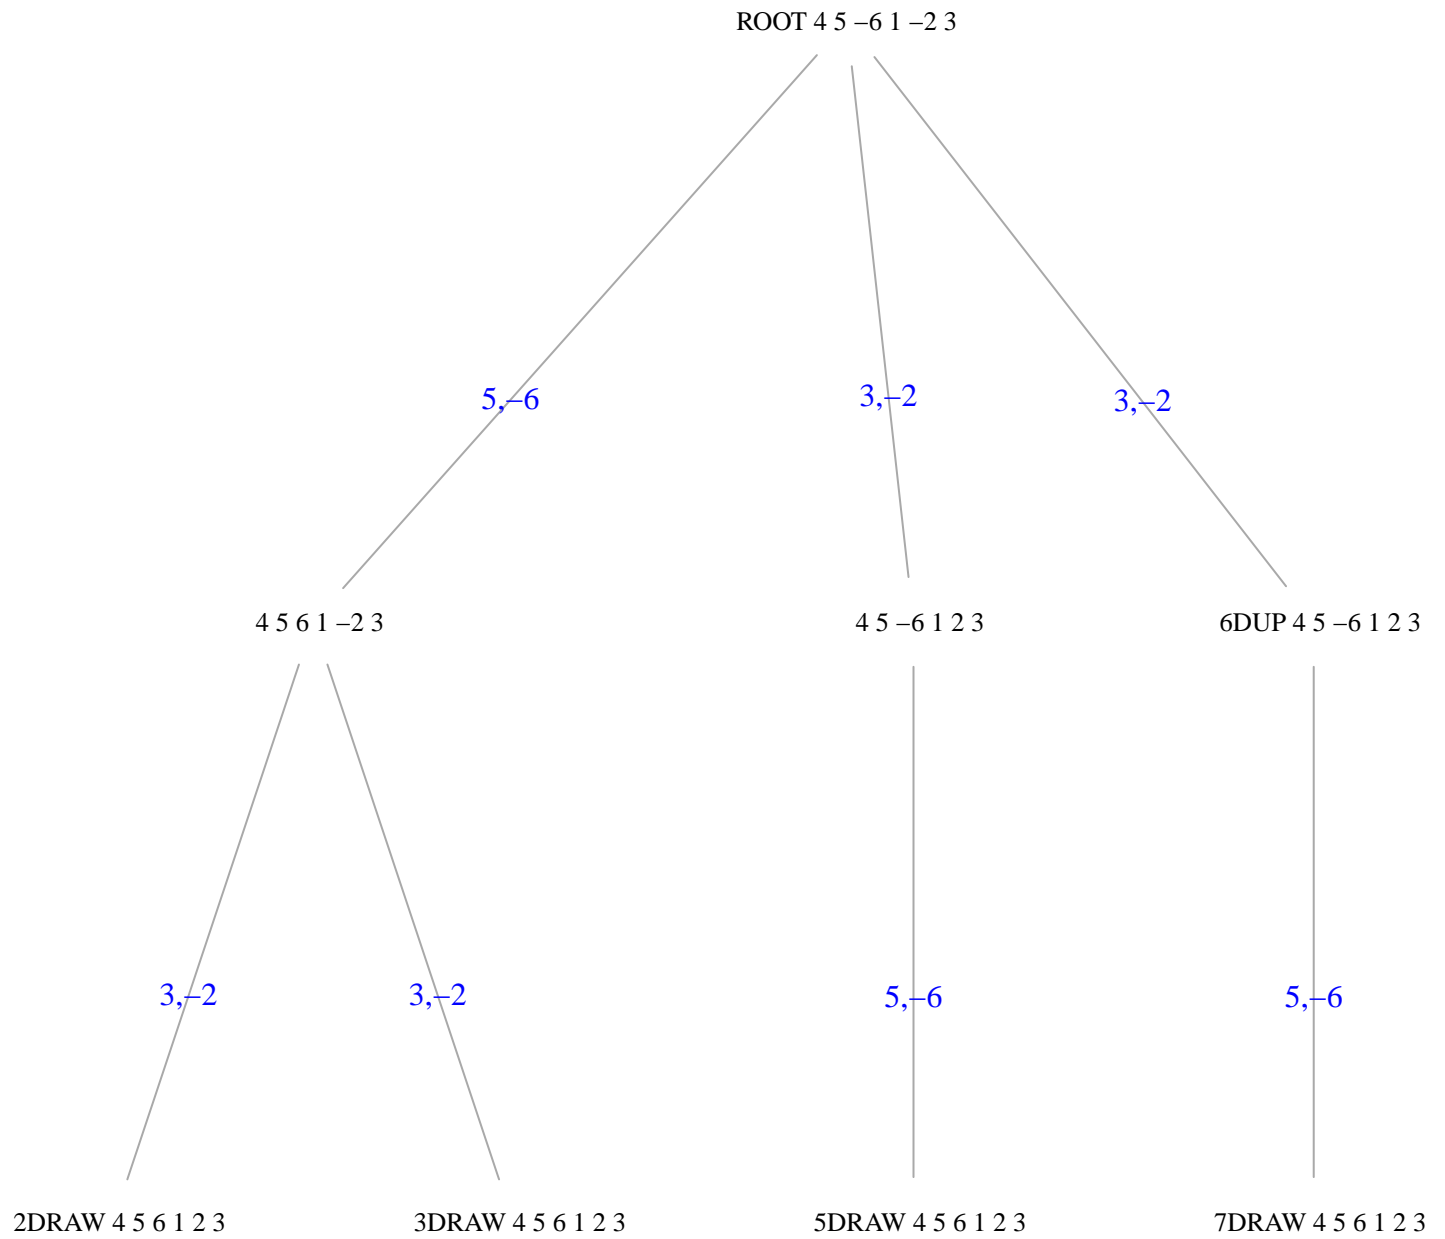 ROOT 4 5 –6 1 –2 3
5,–6
3,–2
3,–2
4 5 6 1 –2 3
4 5 –6 1 2 3
6DUP 4 5 –6 1 2 3
3,–2
3,–2
5,–6
5,–6
2DRAW 4 5 6 1 2 3
3DRAW 4 5 6 1 2 3
5DRAW 4 5 6 1 2 3
7DRAW 4 5 6 1 2 3